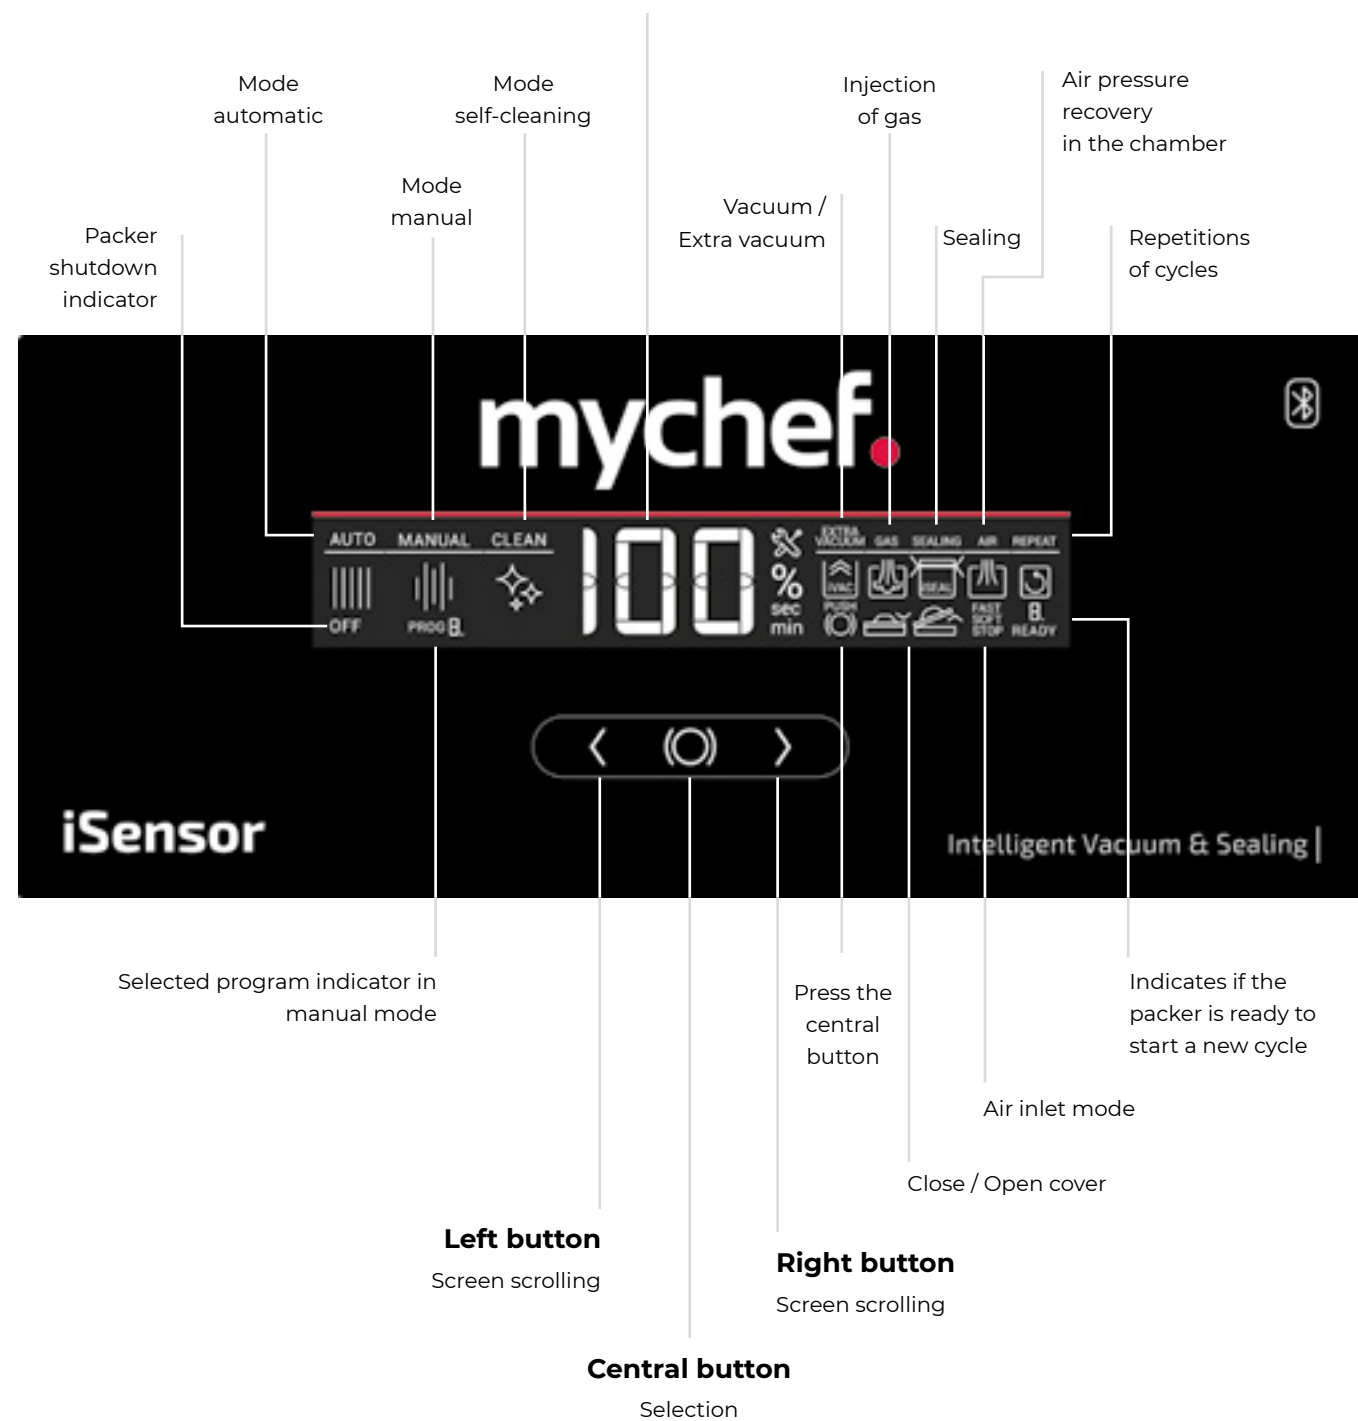 Mode
automatic
Mode
self-cleaning
Injection
of gas
Air pressure
recovery
in the chamber
Mode
manual
Vacuum /
Extra vacuum
Sealing
Repetitions
of cycles
Packer
shutdown
indicator
mychef.
AUTO MANUAL CLEAN
OFF PROG 8.
100
% sec min
EXTRA VACUUM GAS SEALING AIR REPEAT
iVAC iSEAL
PUSH FAST SOFT STOP 8. READY
iSensor
Intelligent Vacuum & Sealing
Selected program indicator in
manual mode
Press the
central
button
Indicates if the
packer is ready to
start a new cycle
Air inlet mode
Close / Open cover
Left button
Screen scrolling
Right button
Screen scrolling
Central button
Selection